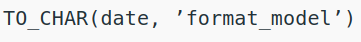 TO_CHAR(date, ’format_model’)